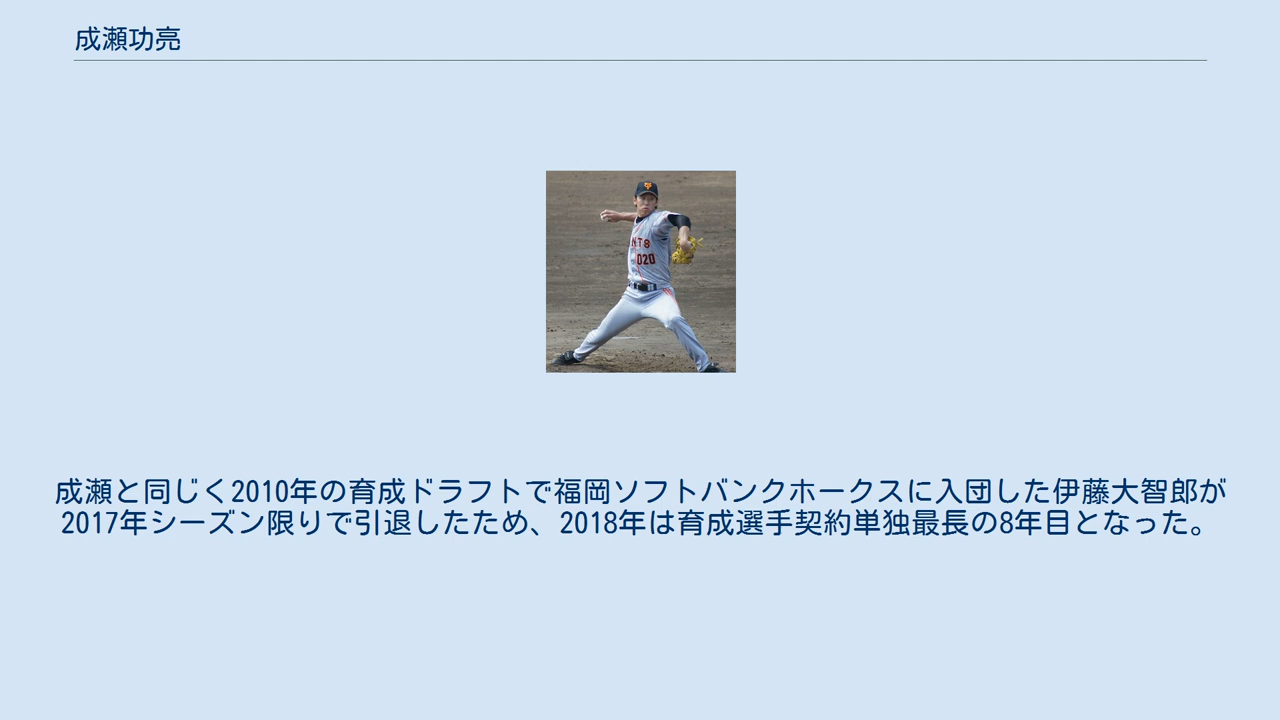 成瀬功亮
NTS
020
成瀬と同じく2010年の育成ドラフトで福岡ソフトバンクホークスに入団した伊藤大智郎が
2017年シーズン限りで引退したため、2018年は育成選手契約単独最長の8年目となった。